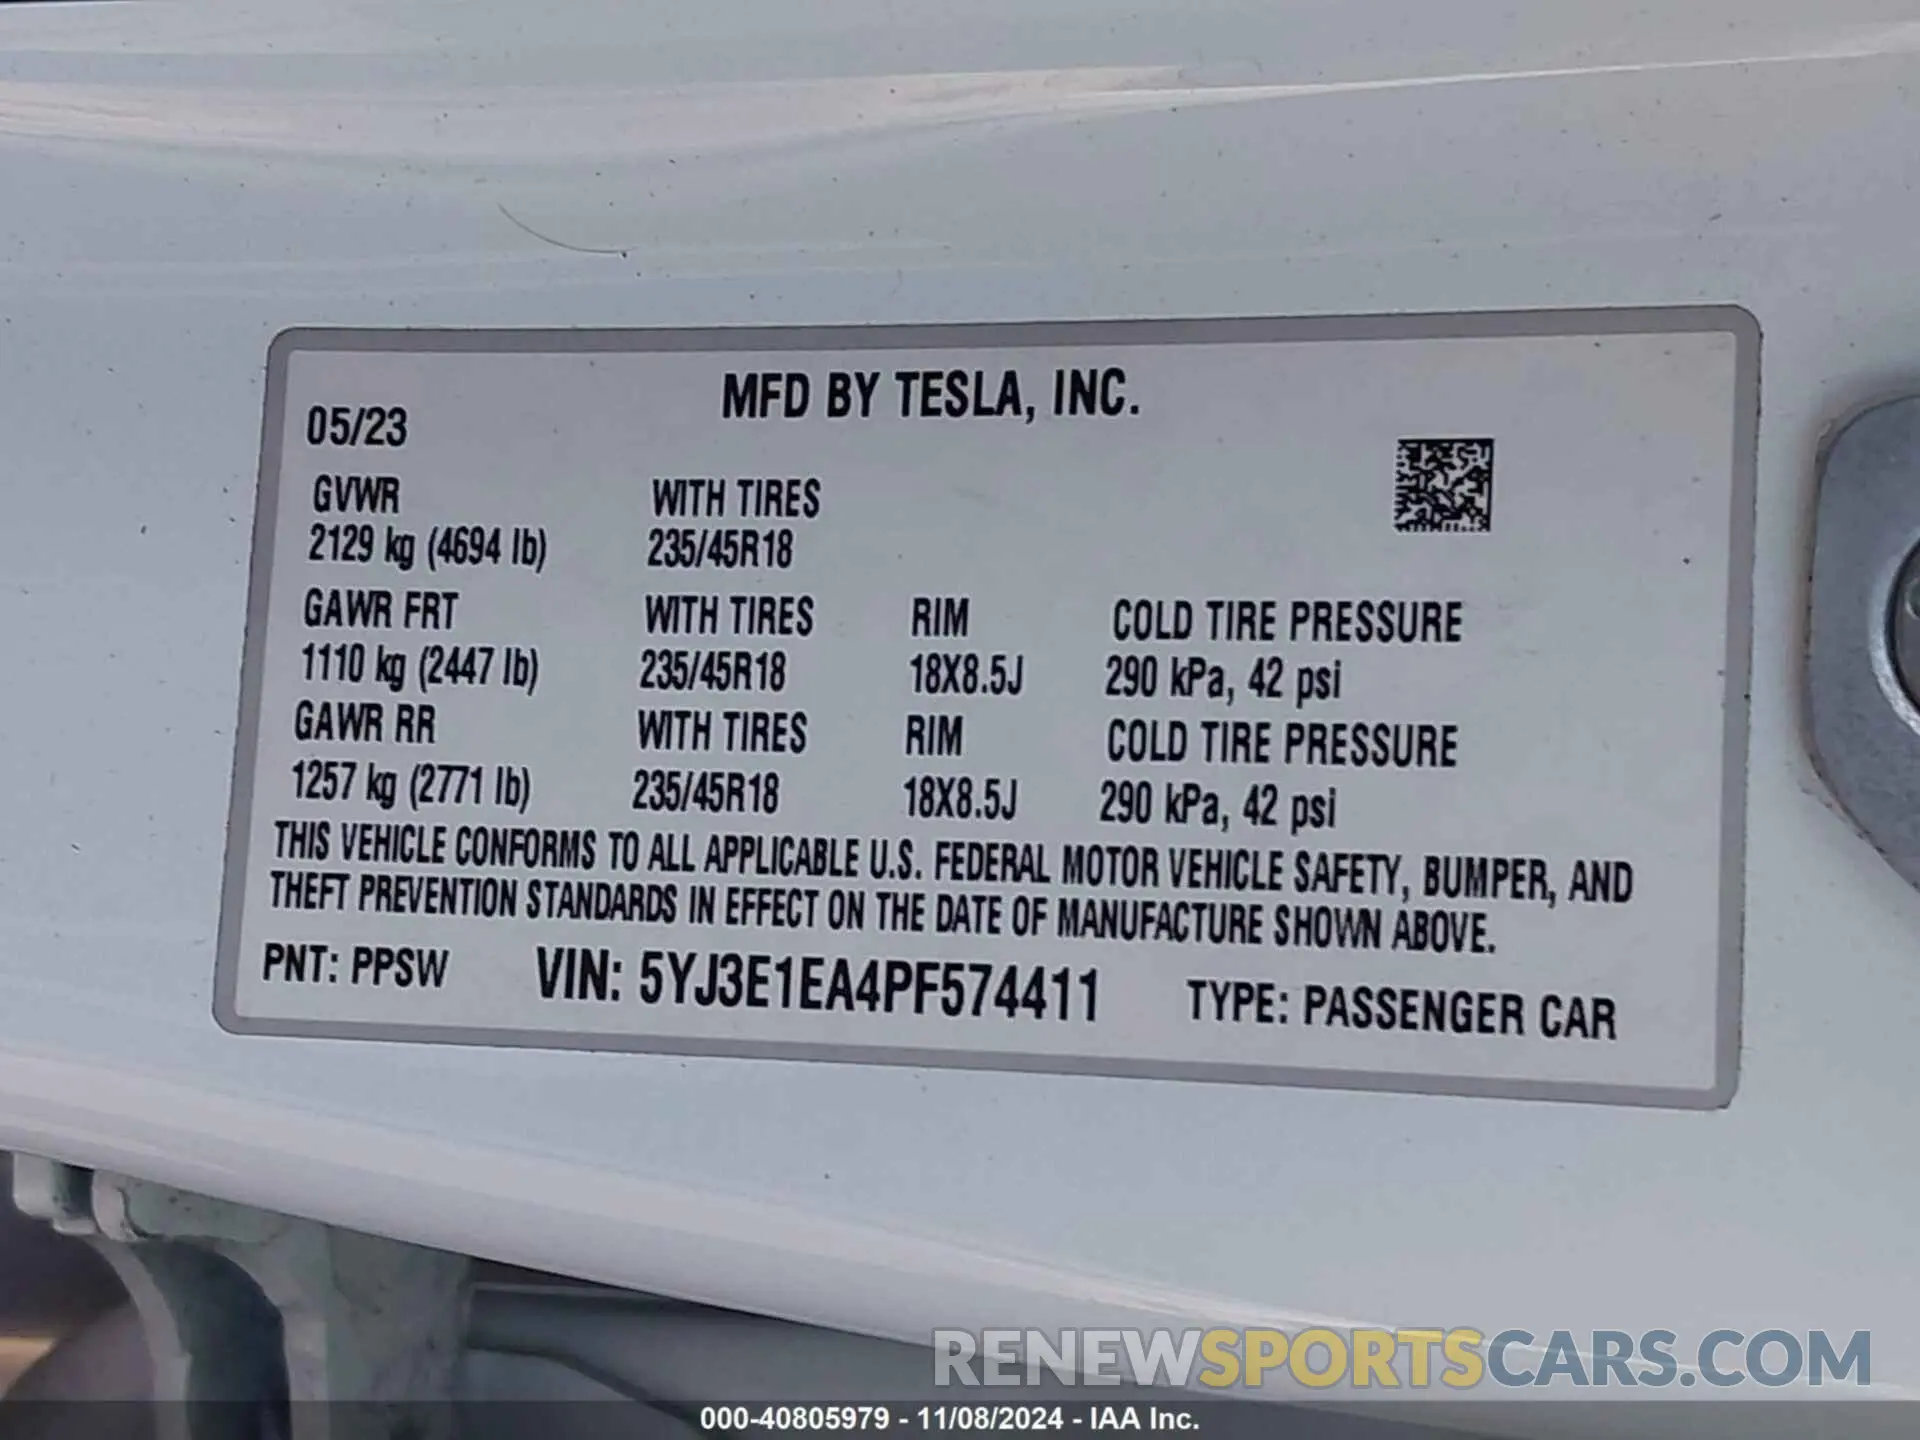 MFD BY TESLA, INC.
05/23
GVWR WITH TIRES
2129 kg (4694 lb) 235/45R18
GAWR FRT WITH TIRES RIM COLD TIRE PRESSURE
1110 kg (2447 lb) 235/45R18 18X8.5J 290 kPa, 42 psi
GAWR RR WITH TIRES RIM COLD TIRE PRESSURE
1257 kg (2771 lb) 235/45R18 18X8.5J 290 kPa, 42 psi
THIS VEHICLE CONFORMS TO ALL APPLICABLE U.S. FEDERAL MOTOR VEHICLE SAFETY, BUMPER, AND
THEFT PREVENTION STANDARDS IN EFFECT ON THE DATE OF MANUFACTURE SHOWN ABOVE.
PNT: PPSW VIN: 5YJ3E1EA4PF574411 TYPE: PASSENGER CAR
RENEWSPORTSCARS.COM
000-40805979 - 11/08/2024 - IAA Inc.